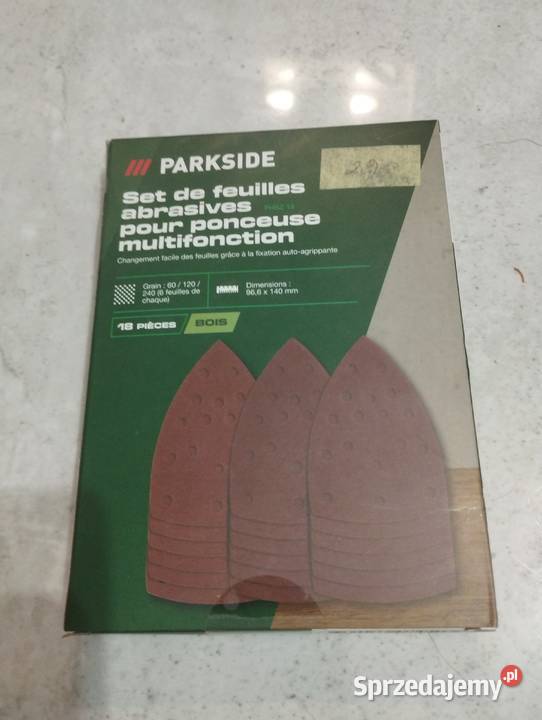 PARKSIDE
Set de feuilles
abrasives
pour ponceuse
multifonction
Changement facile des feuilles grâce à la fixation auto-agrippante
Grain : 60 / 120 /
240 (6 feuilles de
chaque)
Dimensions :
96,6 x 140 mm
18 PIÈCES
BOIS
Sprzedajemy.pl